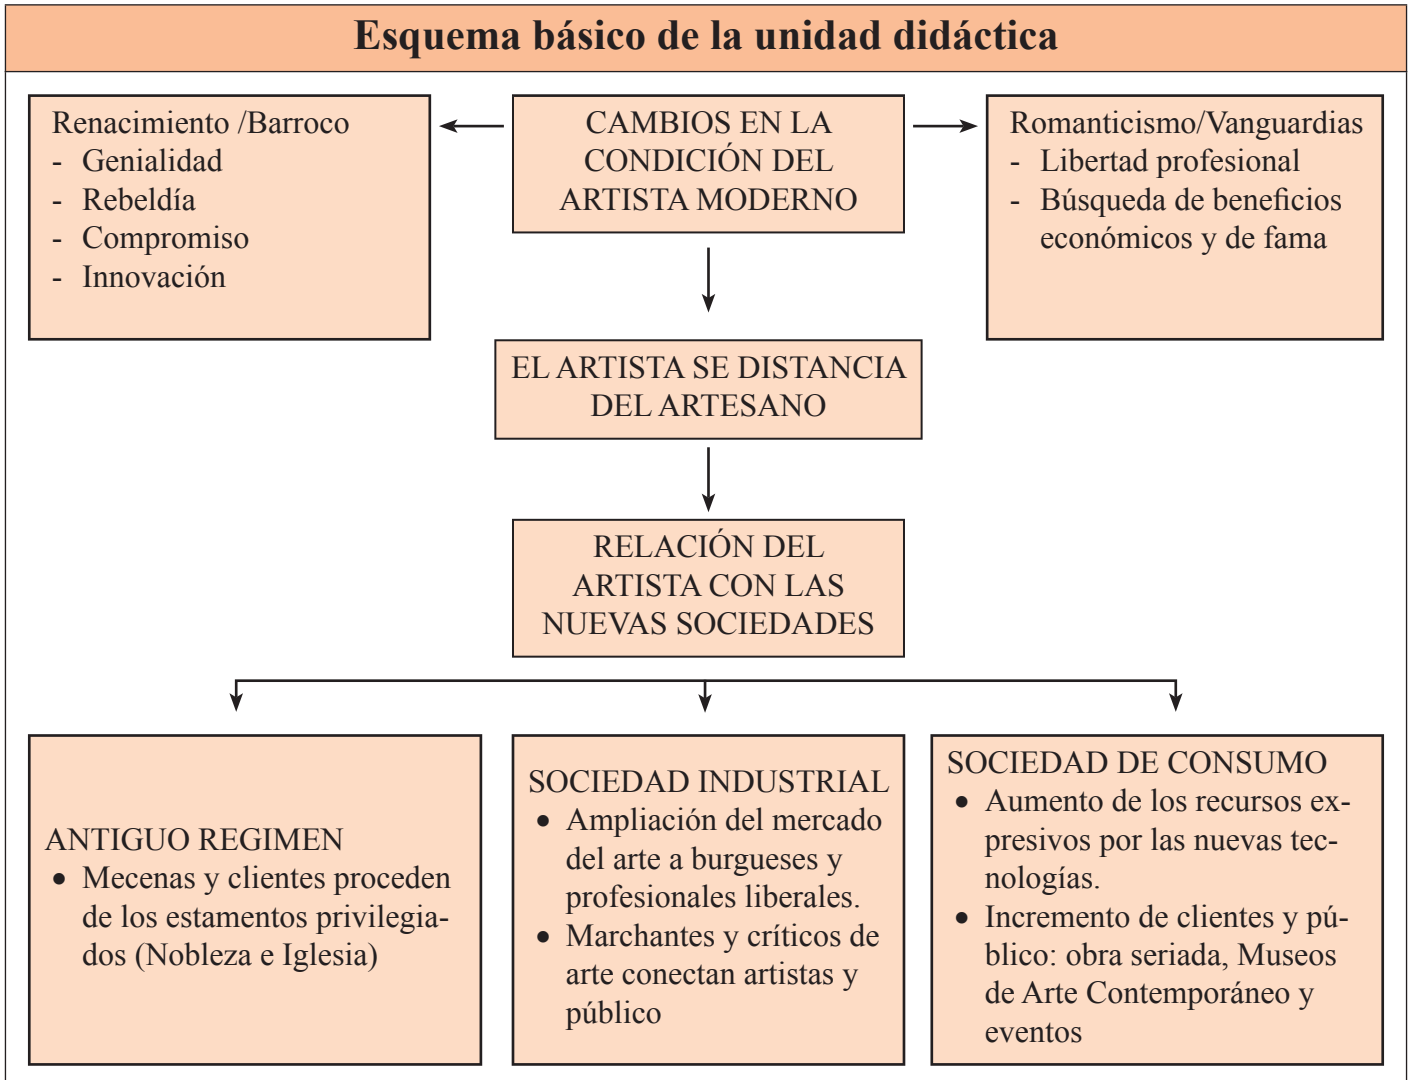 Esquema básico de la unidad didáctica
Renacimiento /Barroco
- Genialidad
- Rebeldía
- Compromiso
- Innovación
CAMBIOS EN LA
CONDICIÓN DEL
ARTISTA MODERNO
Romanticismo/Vanguardias
- Libertad profesional
- Búsqueda de beneficios
económicos y de fama
EL ARTISTA SE DISTANCIA
DEL ARTESANO
RELACIÓN DEL
ARTISTA CON LAS
NUEVAS SOCIEDADES
ANTIGUO REGIMEN
• Mecenas y clientes proceden
de los estamentos privilegia-
dos (Nobleza e Iglesia)
SOCIEDAD INDUSTRIAL
• Ampliación del mercado
del arte a burgueses y
profesionales liberales.
• Marchantes y críticos de
arte conectan artistas y
público
SOCIEDAD DE CONSUMO
• Aumento de los recursos ex-
presivos por las nuevas tec-
nologías.
• Incremento de clientes y pú-
blico: obra seriada, Museos
de Arte Contemporáneo y
eventos